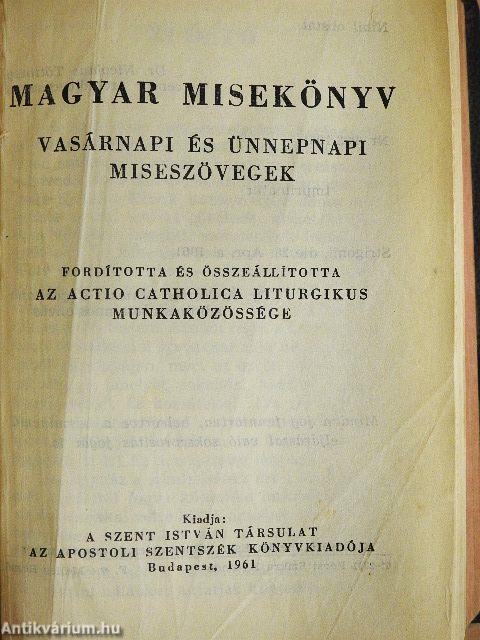 MAGYAR MISEKÖNYV
VASÁRNAPI ÉS ÜNNEPNAPI
MISESZÖVEGEK
FORDÍTOTTA ÉS ÖSSZEÁLLÍTOTTA
AZ ACTIO CATHOLICA LITURGIKUS
MUNKAKÖZÖSSÉGE
Kiadja:
A SZENT ISTVÁN TÁRSULAT
AZ APOSTOLI SZENTSZÉK KÖNYVKIADÓJA
Budapest, 1961
Antikvárium.hu